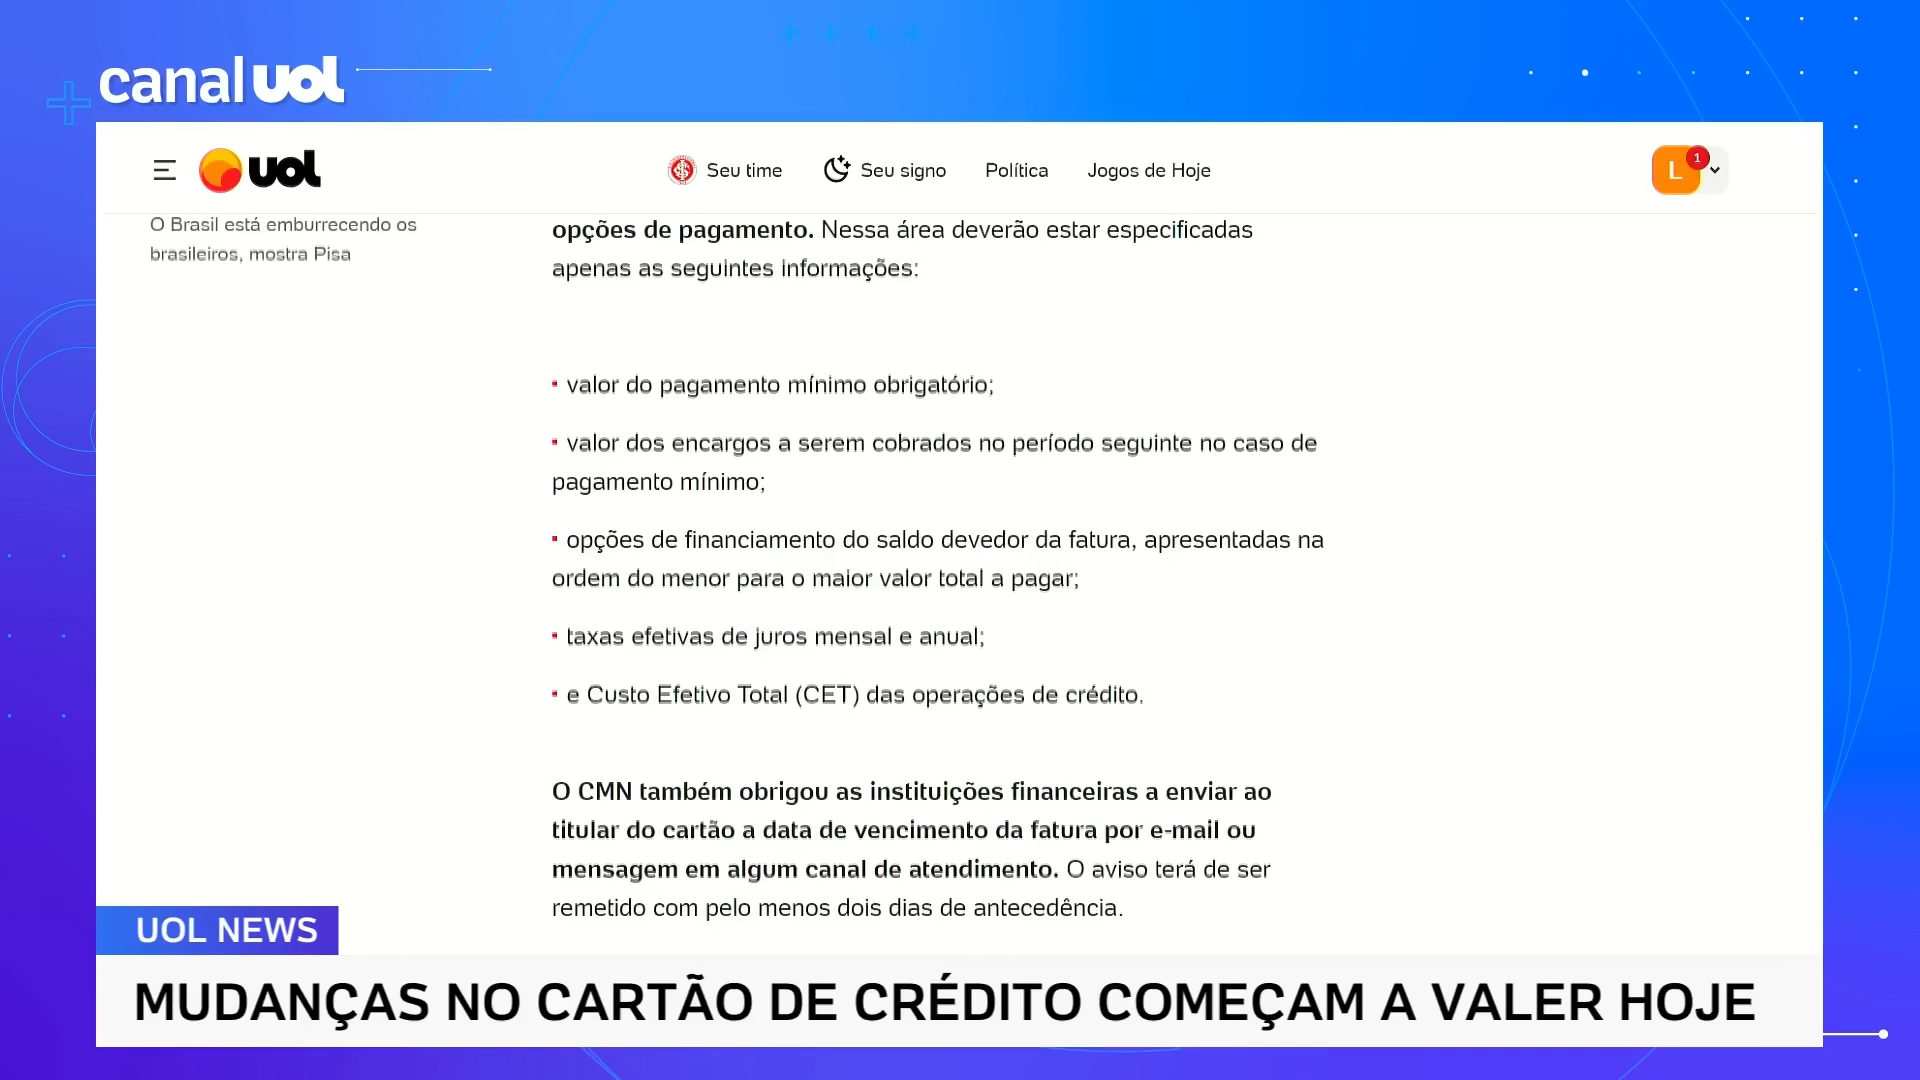 canal uol
uol
Seu time
Seu signo
Política
Jogos de Hoje
L
1
O Brasil está emburrecendo os
brasileiros, mostra Pisa
opções de pagamento. Nessa área deverão estar especificadas
apenas as seguintes informações:
▪ valor do pagamento mínimo obrigatório;
▪ valor dos encargos a serem cobrados no período seguinte no caso de
pagamento mínimo;
▪ opções de financiamento do saldo devedor da fatura, apresentadas na
ordem do menor para o maior valor total a pagar;
▪ taxas efetivas de juros mensal e anual;
▪ e Custo Efetivo Total (CET) das operações de crédito.
O CMN também obrigou as instituições financeiras a enviar ao
titular do cartão a data de vencimento da fatura por e-mail ou
mensagem em algum canal de atendimento. O aviso terá de ser
remetido com pelo menos dois dias de antecedência.
UOL NEWS
MUDANÇAS NO CARTÃO DE CRÉDITO COMEÇAM A VALER HOJE